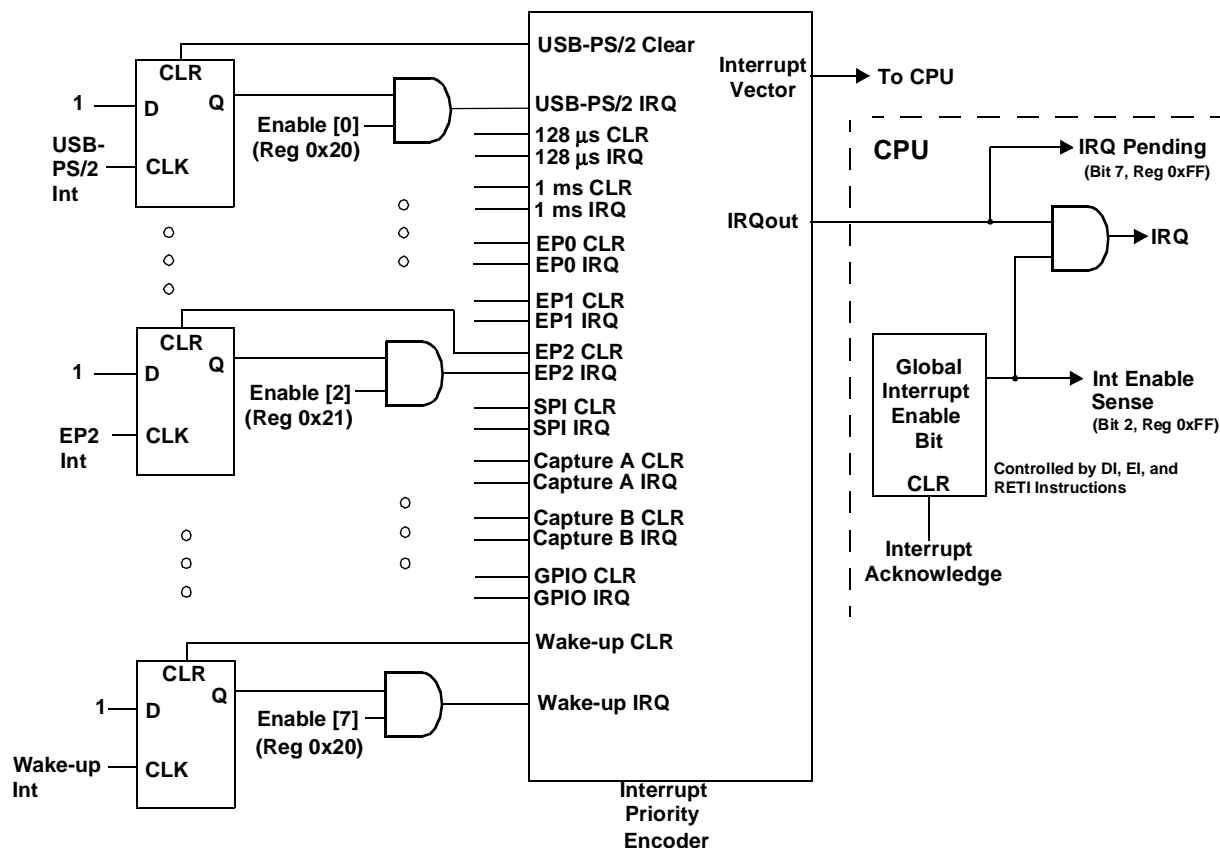 CLR
D
Q
CLK
1
USB-
PS/2
Int
Enable [0]
(Reg 0x20)
CLR
D
Q
CLK
1
EP2
Int
Enable [2]
(Reg 0x21)
CLR
D
Q
CLK
1
Wake-up
Int
Enable [7]
(Reg 0x20)
USB-PS/2 Clear
USB-PS/2 IRQ
128 μs CLR
128 μs IRQ
1 ms CLR
1 ms IRQ
EP0 CLR
EP0 IRQ
EP1 CLR
EP1 IRQ
EP2 CLR
EP2 IRQ
SPI CLR
SPI IRQ
Capture A CLR
Capture A IRQ
Capture B CLR
Capture B IRQ
GPIO CLR
GPIO IRQ
Wake-up CLR
Wake-up IRQ
Interrupt
Vector
IRQout
Interrupt
Priority
Encoder
To CPU
CPU
IRQ Pending
(Bit 7, Reg 0xFF)
IRQ
Global
Interrupt
Enable
Bit
CLR
Int Enable
Sense
(Bit 2, Reg 0xFF)
Controlled by DI, EI, and
RETI Instructions
Interrupt
Acknowledge